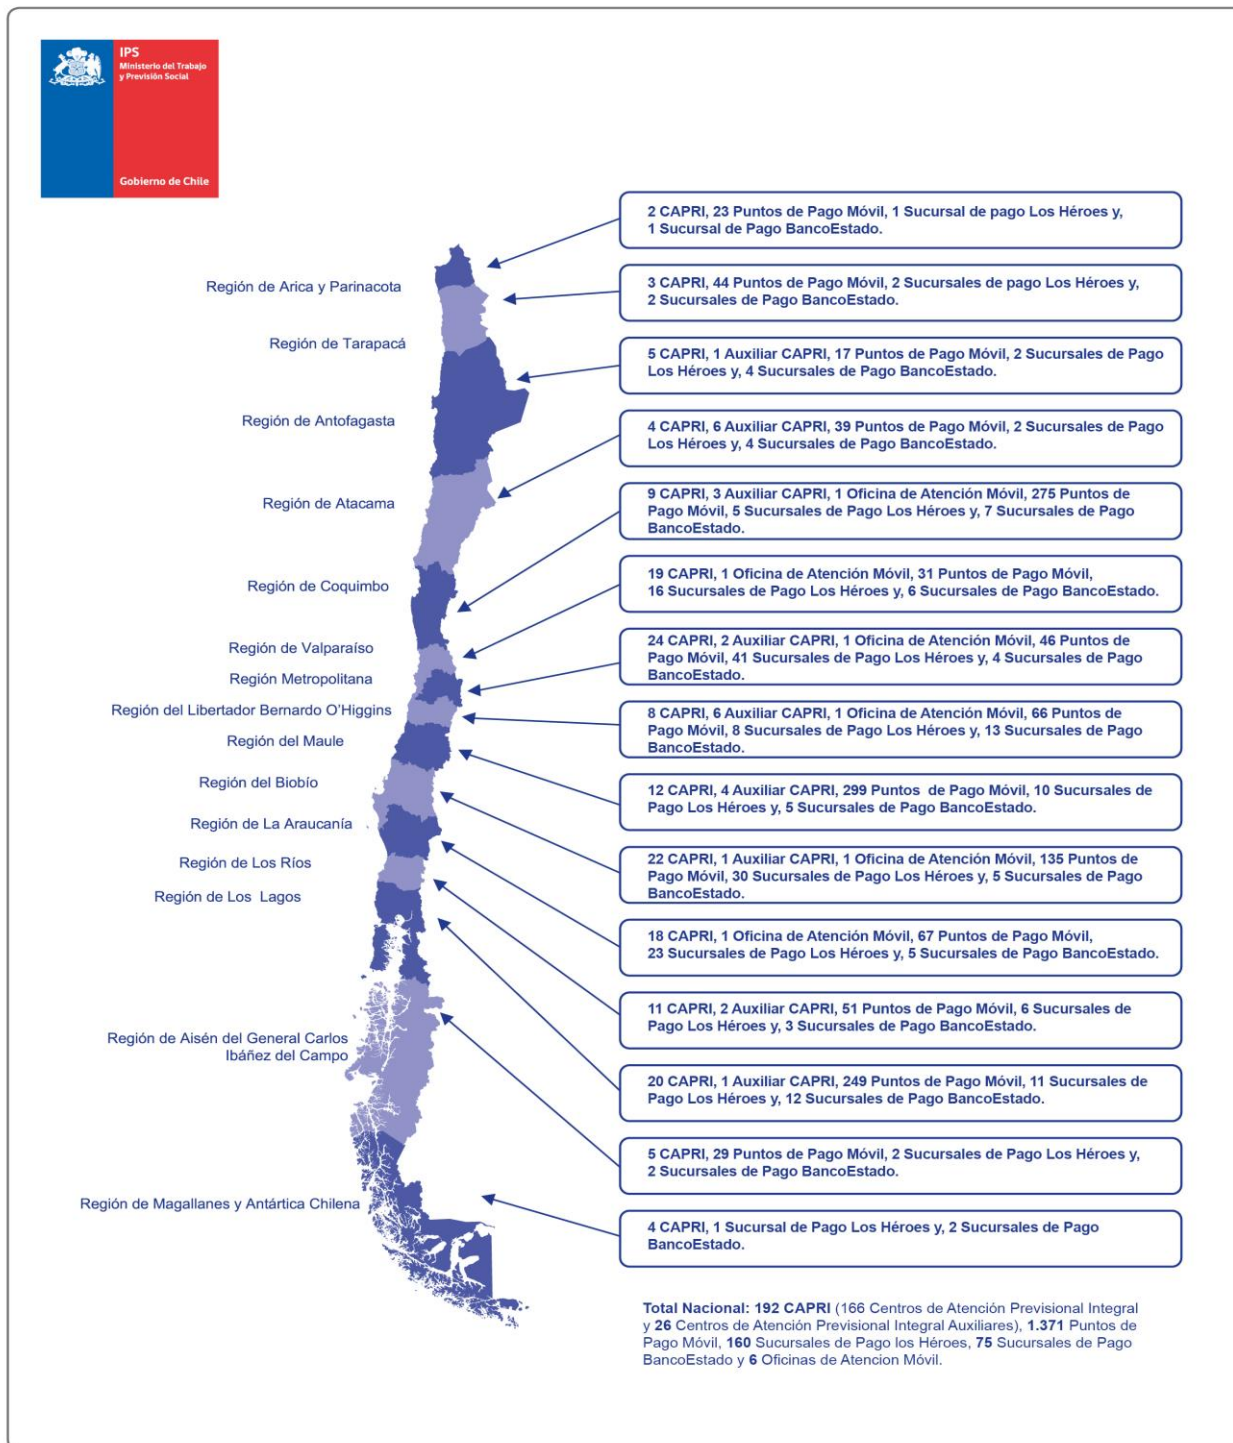 IPS
Ministerio del Trabajo
y Previsión Social
Gobierno de Chile
Región de Arica y Parinacota
Región de Tarapacá
Región de Antofagasta
Región de Atacama
Región de Coquimbo
Región de Valparaíso
Región Metropolitana
Región del Libertador Bernardo O'Higgins
Región del Maule
Región del Biobío
Región de La Araucanía
Región de Los Ríos
Región de Los Lagos
Región de Aisén del General Carlos
Ibáñez del Campo
Región de Magallanes y Antártica Chilena
2 CAPRI, 23 Puntos de Pago Móvil, 1 Sucursal de pago Los Héroes y,
1 Sucursal de Pago BancoEstado.
3 CAPRI, 44 Puntos de Pago Móvil, 2 Sucursales de pago Los Héroes y,
2 Sucursales de Pago BancoEstado.
5 CAPRI, 1 Auxiliar CAPRI, 17 Puntos de Pago Móvil, 2 Sucursales de Pago
Los Héroes y, 4 Sucursales de Pago BancoEstado.
4 CAPRI, 6 Auxiliar CAPRI, 39 Puntos de Pago Móvil, 2 Sucursales de Pago
Los Héroes y, 4 Sucursales de Pago BancoEstado.
9 CAPRI, 3 Auxiliar CAPRI, 1 Oficina de Atención Móvil, 275 Puntos de
Pago Móvil, 5 Sucursales de Pago Los Héroes y, 7 Sucursales de Pago
BancoEstado.
19 CAPRI, 1 Oficina de Atención Móvil, 31 Puntos de Pago Móvil,
16 Sucursales de Pago Los Héroes y, 6 Sucursales de Pago BancoEstado.
24 CAPRI, 2 Auxiliar CAPRI, 1 Oficina de Atención Móvil, 46 Puntos de
Pago Móvil, 41 Sucursales de Pago Los Héroes y, 4 Sucursales de Pago
BancoEstado.
8 CAPRI, 6 Auxiliar CAPRI, 1 Oficina de Atención Móvil, 66 Puntos de
Pago Móvil, 8 Sucursales de Pago Los Héroes y, 13 Sucursales de Pago
BancoEstado.
12 CAPRI, 4 Auxiliar CAPRI, 299 Puntos de Pago Móvil, 10 Sucursales de
Pago Los Héroes y, 5 Sucursales de Pago BancoEstado.
22 CAPRI, 1 Auxiliar CAPRI, 1 Oficina de Atención Móvil, 135 Puntos de
Pago Móvil, 30 Sucursales de Pago Los Héroes y, 5 Sucursales de Pago
BancoEstado.
18 CAPRI, 1 Oficina de Atención Móvil, 67 Puntos de Pago Móvil,
23 Sucursales de Pago Los Héroes y, 5 Sucursales de Pago BancoEstado.
11 CAPRI, 2 Auxiliar CAPRI, 51 Puntos de Pago Móvil, 6 Sucursales de
Pago Los Héroes y, 3 Sucursales de Pago BancoEstado.
20 CAPRI, 1 Auxiliar CAPRI, 249 Puntos de Pago Móvil, 11 Sucursales de
Pago Los Héroes y, 12 Sucursales de Pago BancoEstado.
5 CAPRI, 29 Puntos de Pago Móvil, 2 Sucursales de Pago Los Héroes y,
2 Sucursales de Pago BancoEstado.
4 CAPRI, 1 Sucursal de Pago Los Héroes y, 2 Sucursales de Pago
BancoEstado.
Total Nacional: 192 CAPRI (166 Centros de Atención Previsional Integral
y 26 Centros de Atención Previsional Integral Auxiliares), 1.371 Puntos de
Pago Móvil, 160 Sucursales de Pago los Héroes, 75 Sucursales de Pago
BancoEstado y 6 Oficinas de Atencion Móvil.